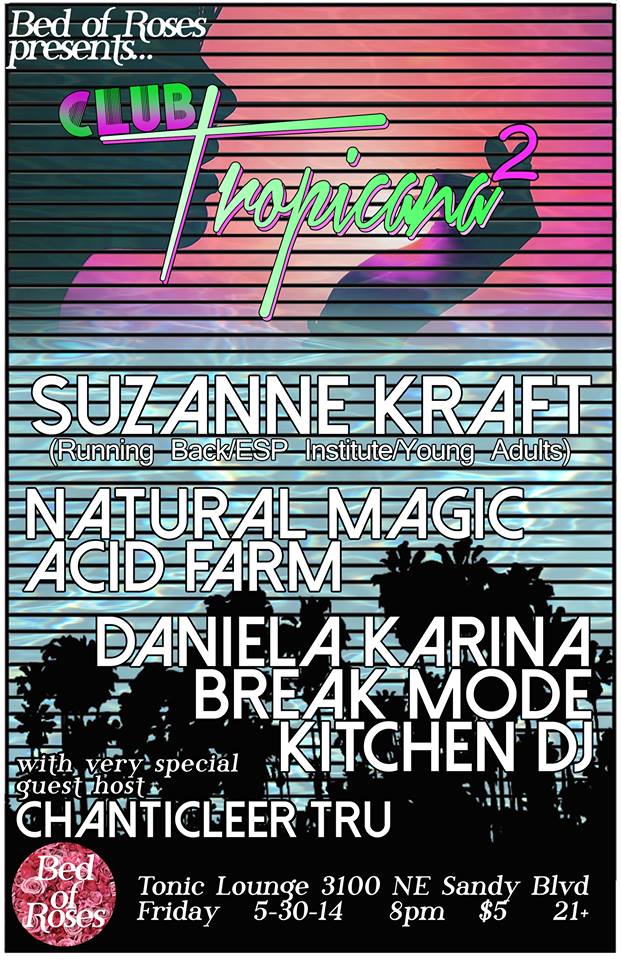 Bed of Roses
presents...
CLUB
Tropicana 2
SUZANNE KRAFT
(Running Back/ESP Institute/Young Adults)
NATURAL MAGIC
ACID FARM
DANIELA KARINA
BREAK MODE
KITCHEN DJ
with very special
guest host
CHANTICLEER TRU
Bed
of
Roses
Tonic Lounge 3100 NE Sandy Blvd
Friday 5-30-14 8pm $5 21+